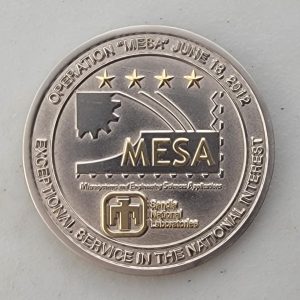 OPERATION "MESA" JUNE 13, 2012
MESA
Microsystems and Engineering Sciences Applications
Sandia
National
Laboratories
EXCEPTIONAL SERVICE IN THE NATIONAL INTEREST